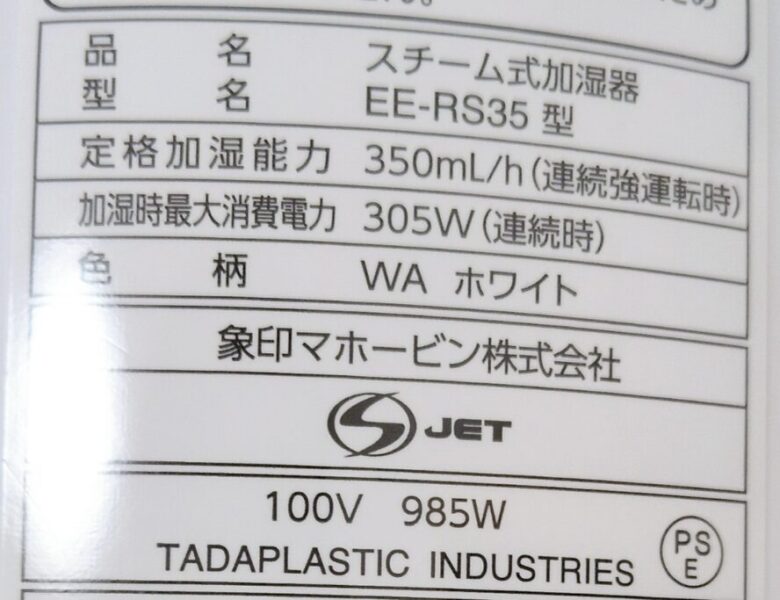 品名 スチーム式加湿器
型名 EE-RS35 型
定格加湿能力 350mL/h(連続強運転時)
加湿時最大消費電力 305W(連続時)
色柄 WA ホワイト
象印マホービン株式会社
S JET
100V 985W
TADAPLASTIC INDUSTRIES
PS
E